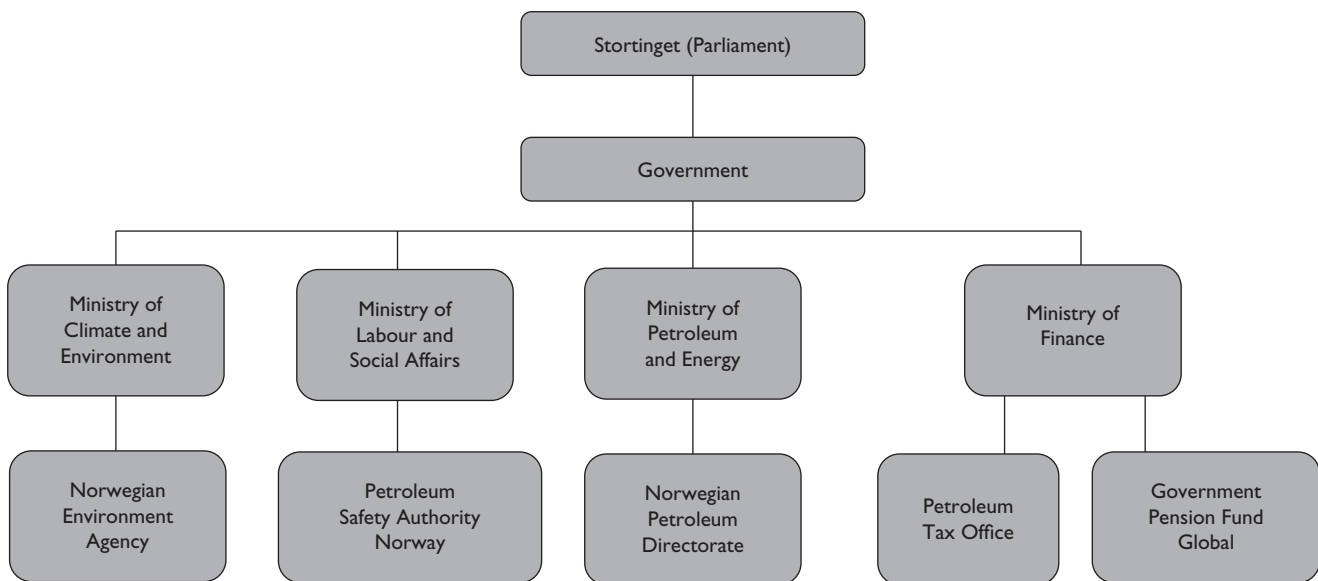 Stortinget (Parliament)
Government
Ministry of
Climate and
Environment
Ministry of
Labour and
Social Affairs
Ministry of
Petroleum
and Energy
Ministry of
Finance
Norwegian
Environment
Agency
Petroleum
Safety Authority
Norway
Norwegian
Petroleum
Directorate
Petroleum
Tax Office
Government
Pension Fund
Global